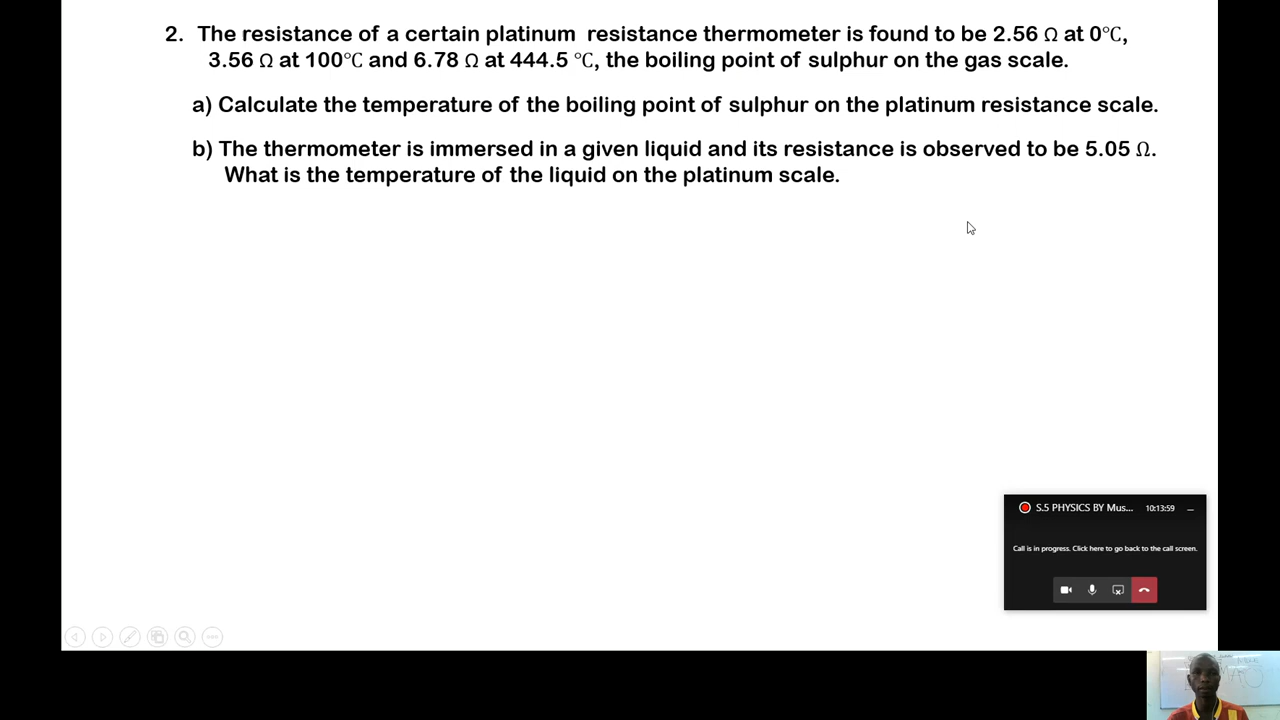 2. The resistance of a certain platinum resistance thermometer is found to be 2.56 Ω at 0℃,
3.56 Ω at 100℃ and 6.78 Ω at 444.5 ℃, the boiling point of sulphur on the gas scale.
a) Calculate the temperature of the boiling point of sulphur on the platinum resistance scale.
b) The thermometer is immersed in a given liquid and its resistance is observed to be 5.05 Ω.
What is the temperature of the liquid on the platinum scale.
S.5 PHYSICS BY Mus... 10:13:59
Call is in progress. Click here to go back to the call screen.